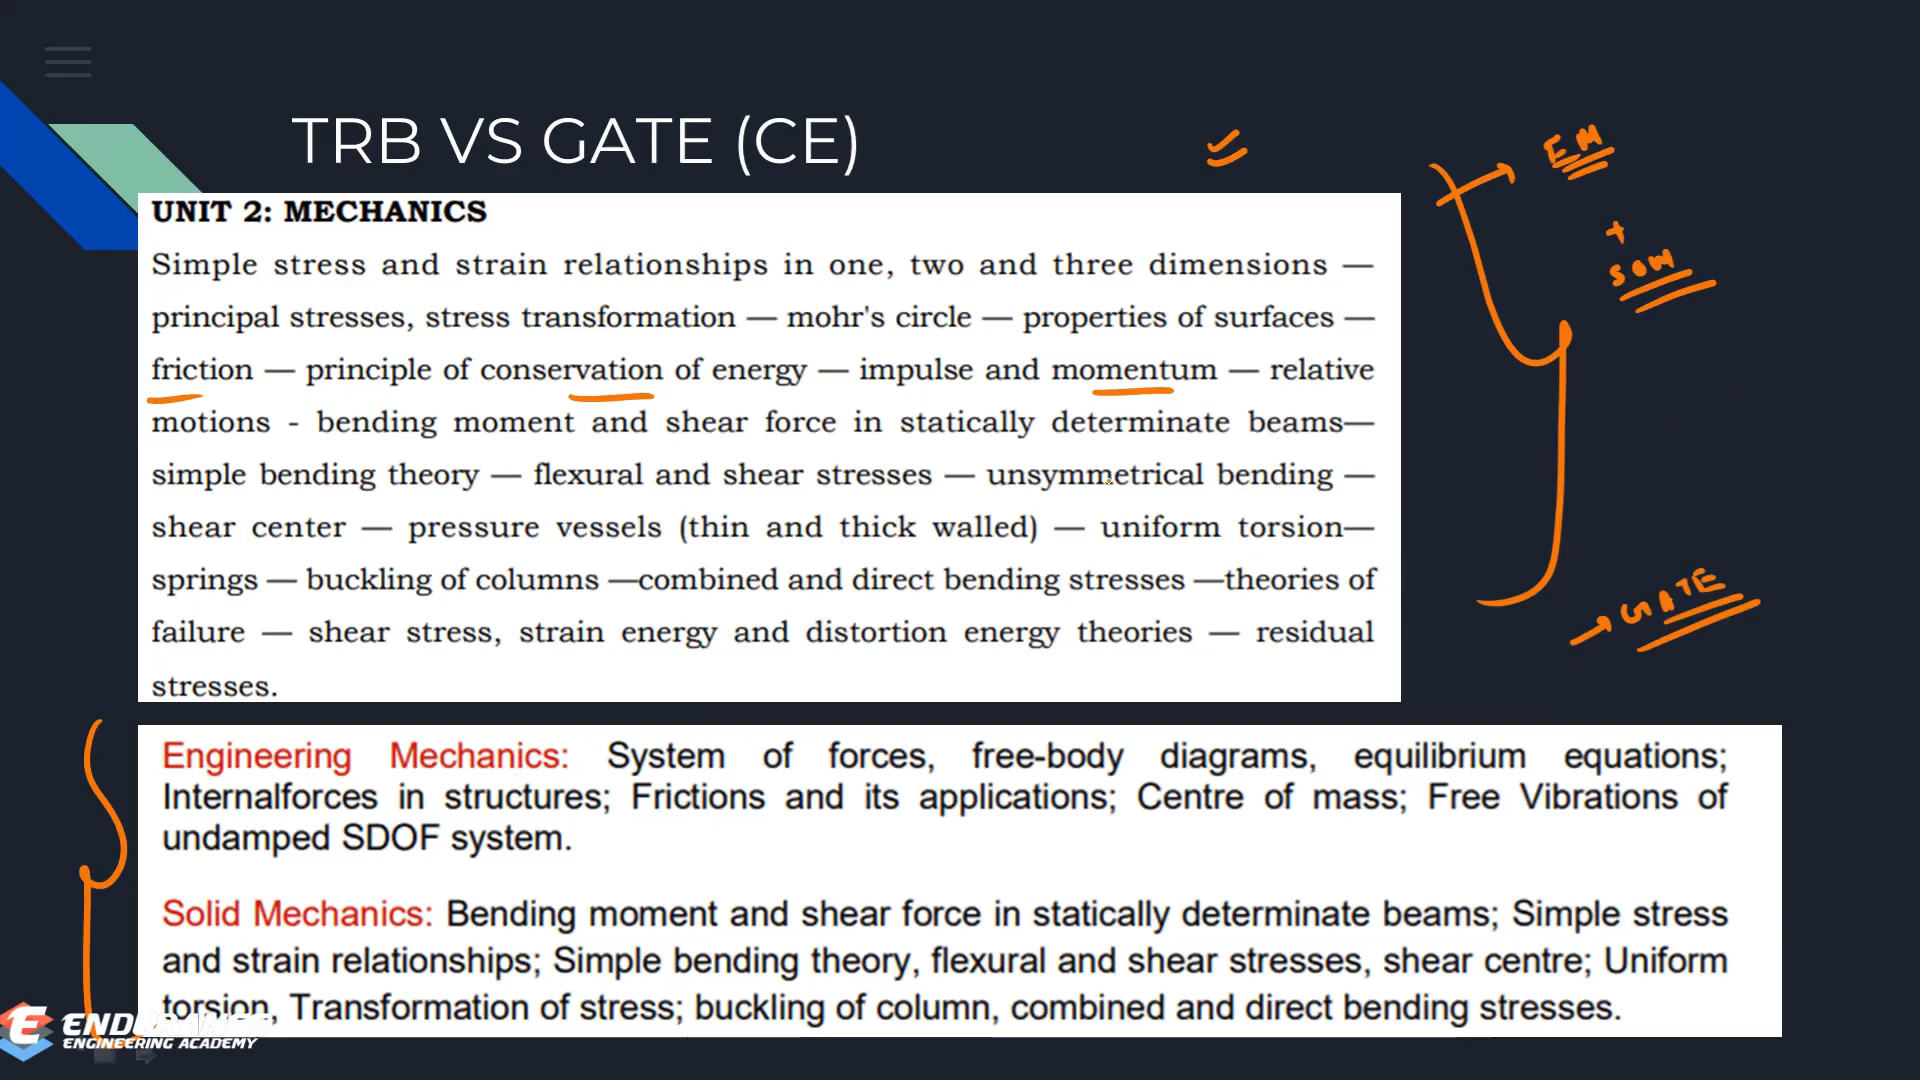 TRB VS GATE (CE)
EM
+
SOM
UNIT 2: MECHANICS
Simple stress and strain relationships in one, two and three dimensions —
principal stresses, stress transformation — mohr's circle — properties of surfaces —
friction — principle of conservation of energy — impulse and momentum — relative
motions - bending moment and shear force in statically determinate beams—
simple bending theory — flexural and shear stresses — unsymmetrical bending —
shear center — pressure vessels (thin and thick walled) — uniform torsion—
springs — buckling of columns —combined and direct bending stresses —theories of
failure — shear stress, strain energy and distortion energy theories — residual
stresses.
→ GATE
Engineering Mechanics: System of forces, free-body diagrams, equilibrium equations;
Internalforces in structures; Frictions and its applications; Centre of mass; Free Vibrations of
undamped SDOF system.
Solid Mechanics: Bending moment and shear force in statically determinate beams; Simple stress
and strain relationships; Simple bending theory, flexural and shear stresses, shear centre; Uniform
torsion, Transformation of stress; buckling of column, combined and direct bending stresses.
ENDURANCE
ENGINEERING ACADEMY